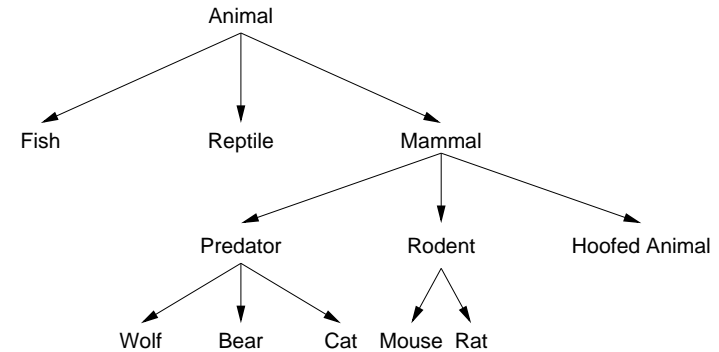 Animal
Fish Reptile Mammal
Predator Rodent Hoofed Animal
Wolf Bear Cat Mouse Rat